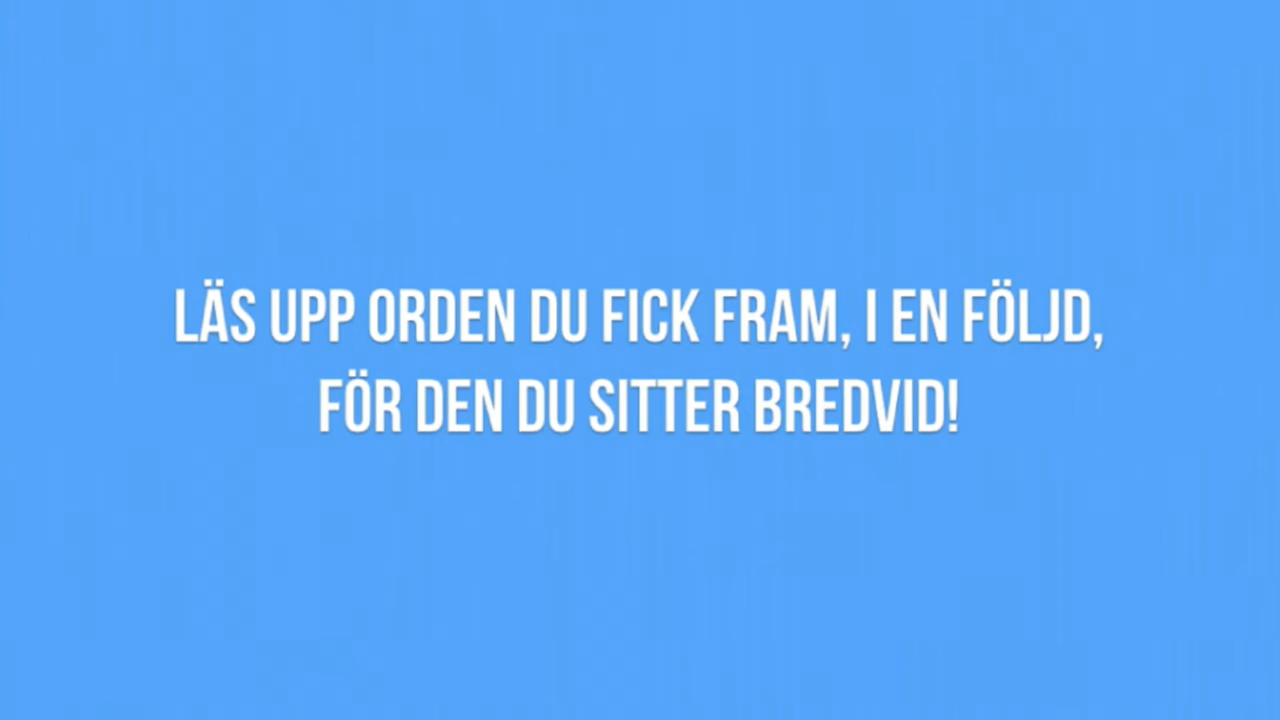 LÄS UPP ORDEN DU FICK FRAM, I EN FÖLJD,
FÖR DEN DU SITTER BREDVID!